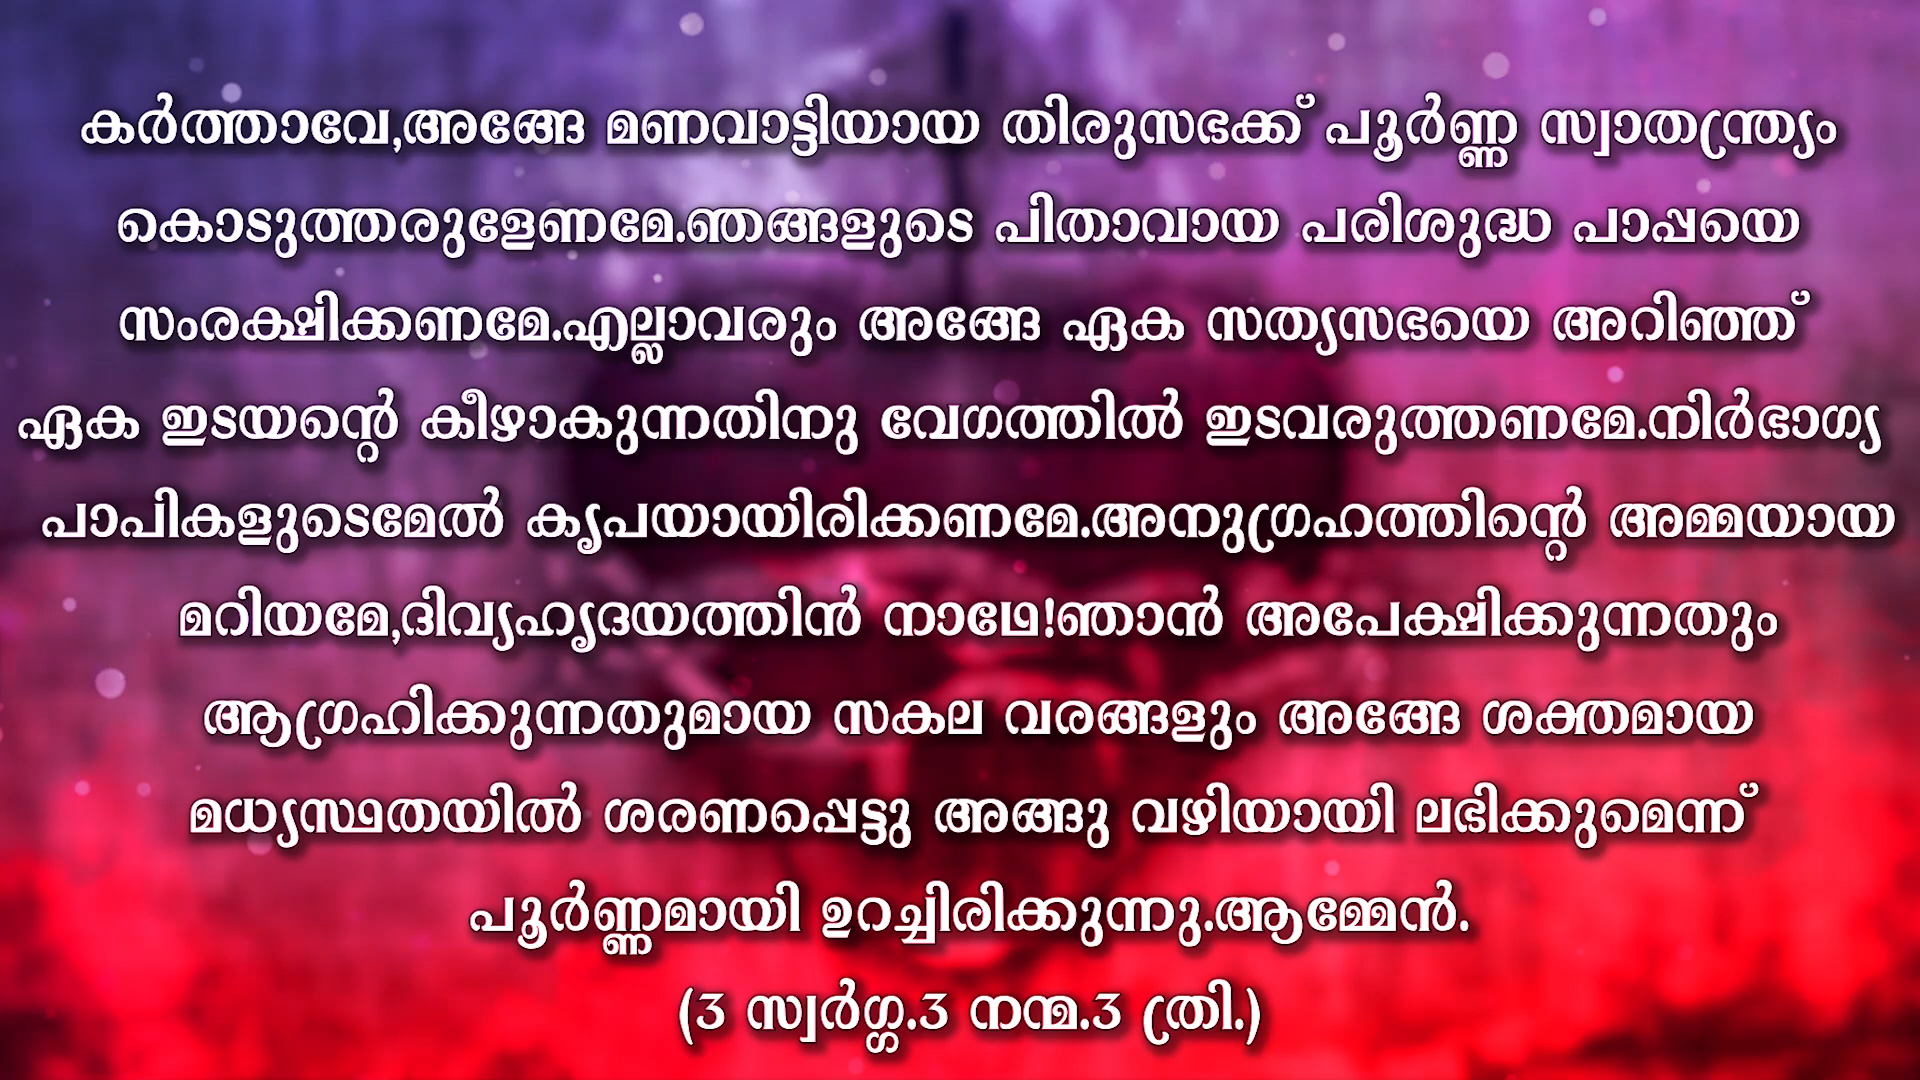 കർത്താവേ,അങ്ങേ മണവാട്ടിയായ തിരുസഭക്ക് പൂർണ്ണ സ്വാതന്ത്ര്യം
കൊടുത്തരുളേണമേ.ഞങ്ങളുടെ പിതാവായ പരിശുദ്ധ പാപ്പയെ
സംരക്ഷിക്കണമേ.എല്ലാവരും അങ്ങേ ഏക സത്യസഭയെ അറിഞ്ഞ്
ഏക ഇടയന്റെ കീഴാകുന്നതിനു വേഗത്തിൽ ഇടവരുത്തണമേ.നിർഭാഗ്യ
പാപികളുടെമേൽ കൃപയായിരിക്കണമേ.അനുഗ്രഹത്തിന്റെ അമ്മയായ
മറിയമേ,ദിവ്യഹൃദയത്തിൻ നാഥേ!ഞാൻ അപേക്ഷിക്കുന്നതും
ആഗ്രഹിക്കുന്നതുമായ സകല വരങ്ങളും അങ്ങേ ശക്തമായ
മധ്യസ്ഥതയിൽ ശരണപ്പെട്ടു അങ്ങു വഴിയായി ലഭിക്കുമെന്ന്
പൂർണ്ണമായി ഉറച്ചിരിക്കുന്നു.ആമ്മേൻ.
(3 സ്വർഗ്ഗ.3 നന്മ.3 ത്രി.)